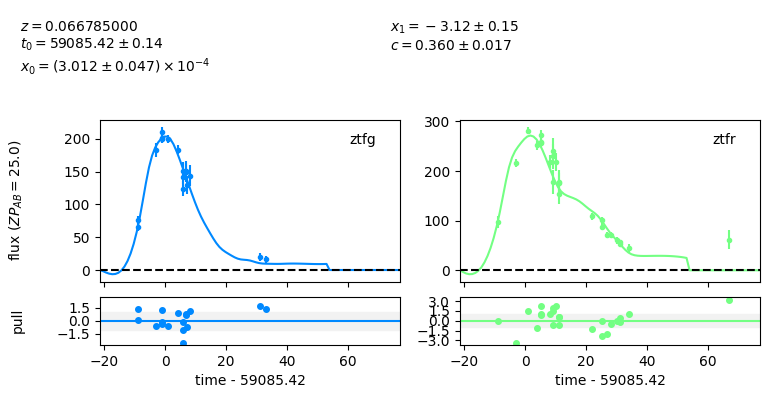 z = 0.066785000
t₀ = 59085.42 ± 0.14
x₀ = (3.012 ± 0.047) × 10⁻⁴
x₁ = −3.12 ± 0.15
c = 0.360 ± 0.017
flux (ZP_AB = 25.0)
ztfg
200
150
100
50
0
ztfr
300
200
100
0
pull
1.5
0.0
−1.5
−20
0
20
40
60
time - 59085.42
3.0
1.5
0.0
−1.5
−3.0
−20
0
20
40
60
time - 59085.42